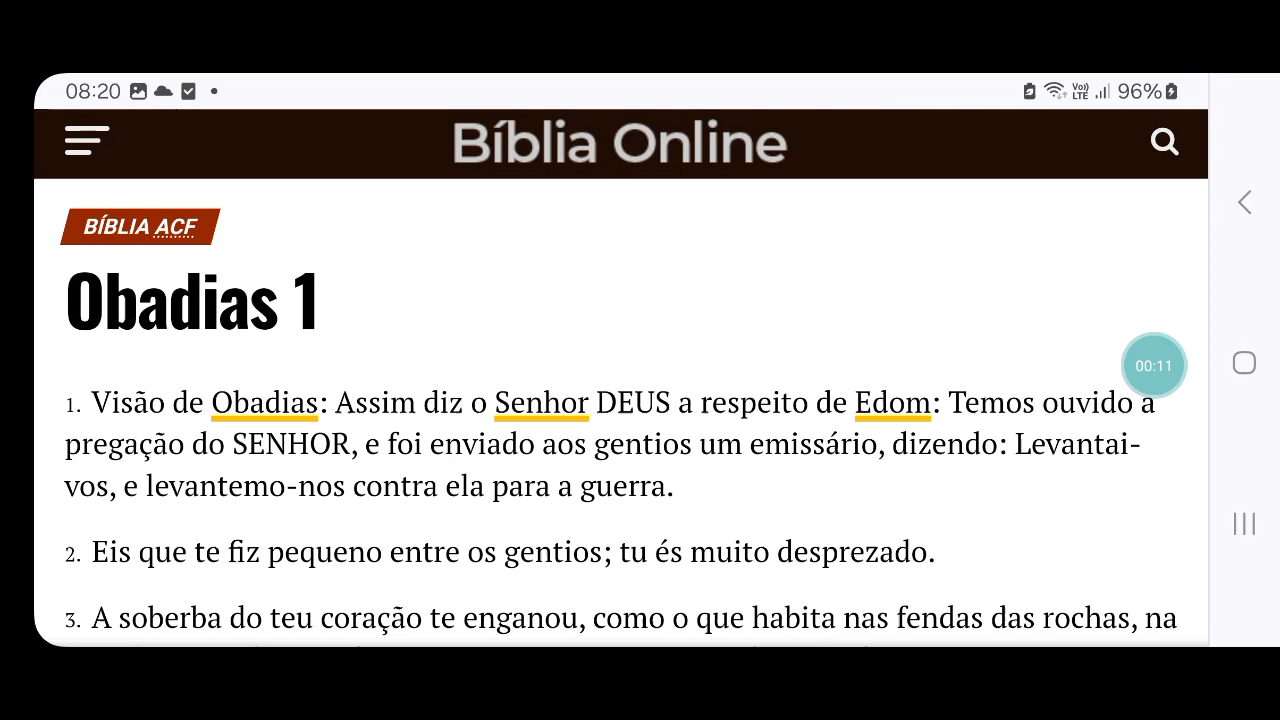 08:20 Vo)) LTE 96%
Bíblia Online
BÍBLIA ACF
Obadias 1
00:11
1. Visão de Obadias: Assim diz o Senhor DEUS a respeito de Edom: Temos ouvido a
pregação do SENHOR, e foi enviado aos gentios um emissário, dizendo: Levantai-
vos, e levantemo-nos contra ela para a guerra.
2. Eis que te fiz pequeno entre os gentios; tu és muito desprezado.
3. A soberba do teu coração te enganou, como o que habita nas fendas das rochas, na